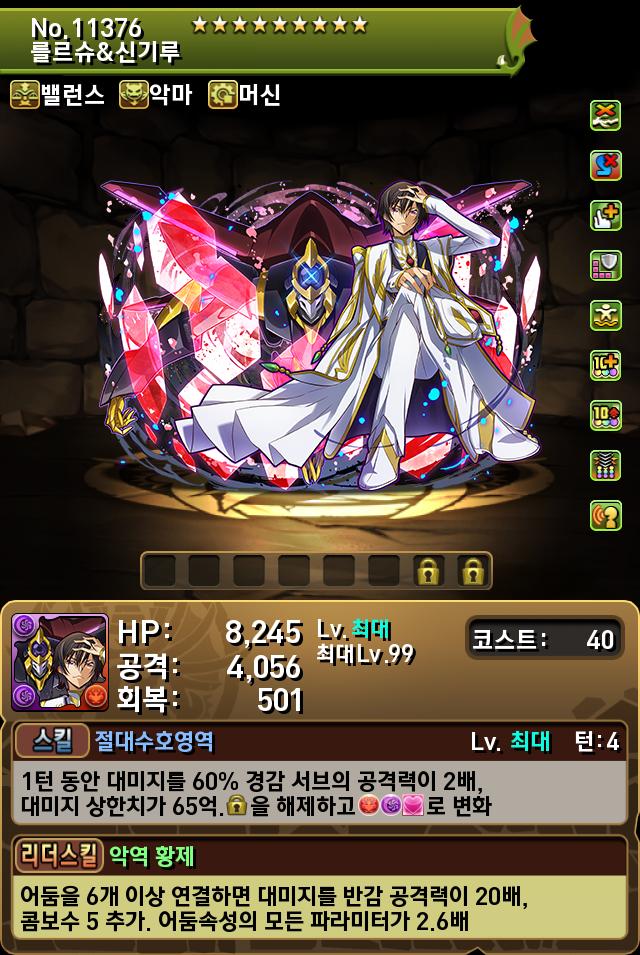 No.11376
를르슈&신기루
밸런스 악마 머신
HP: 8,245
공격: 4,056
회복: 501
Lv.최대
최대Lv.99
코스트: 40
스킬 절대수호영역 Lv. 최대 턴:4
1턴 동안 대미지를 60% 경감 서브의 공격력이 2배,
대미지 상한치가 65억.을 해제하고로 변화
리더스킬 악역 황제
어둠을 6개 이상 연결하면 대미지를 반감 공격력이 20배,
콤보수 5 추가. 어둠속성의 모든 파라미터가 2.6배